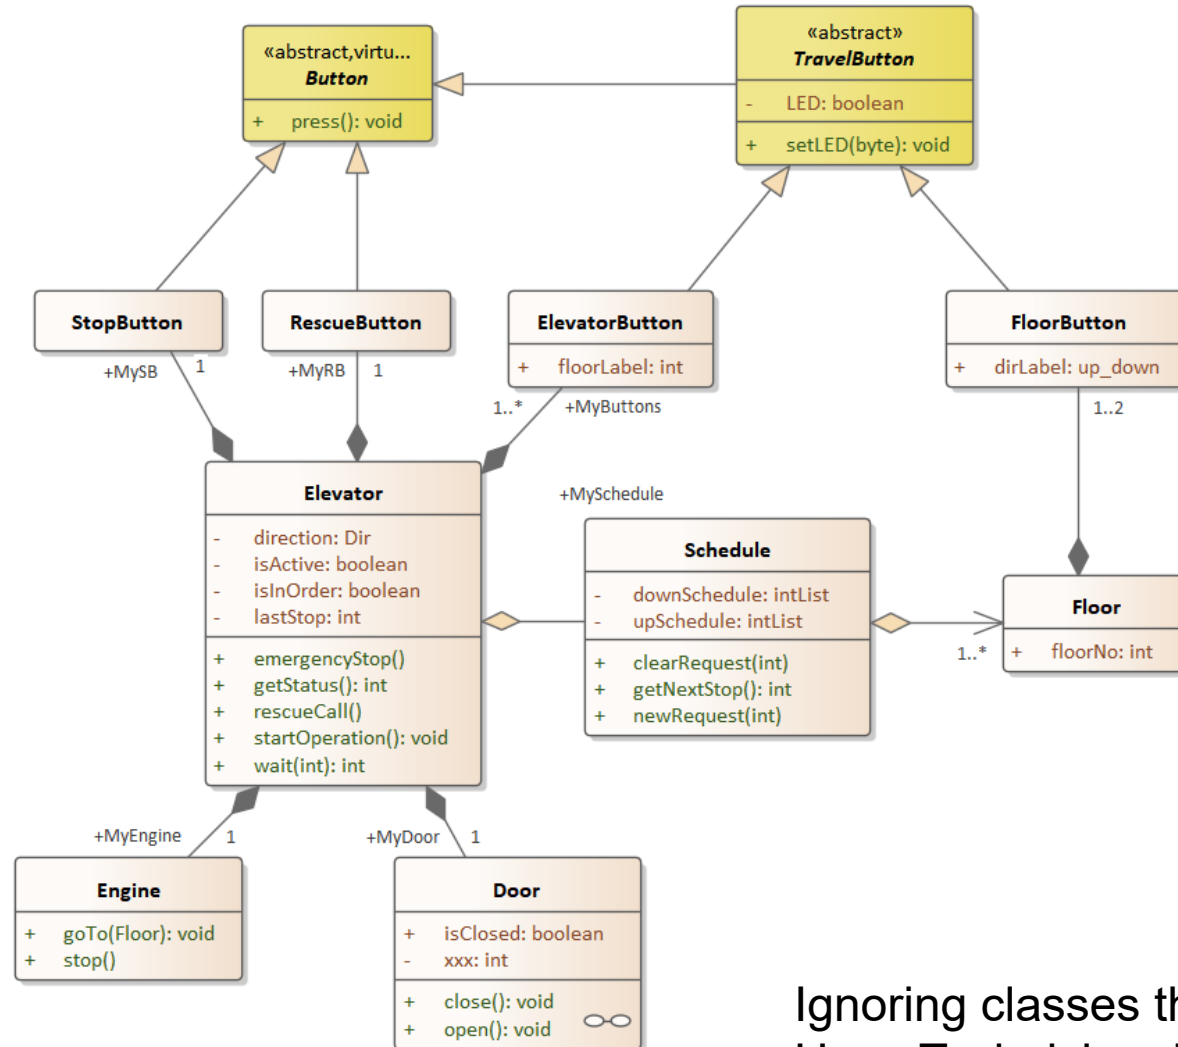 «abstract,virtu...
Button
+ press(): void
«abstract»
TravelButton
- LED: boolean
+ setLED(byte): void
StopButton
RescueButton
ElevatorButton
+ floorLabel: int
FloorButton
+ dirLabel: up_down
+MySB 1
+MyRB 1
1..* +MyButtons
1..2
Elevator
- direction: Dir
- isActive: boolean
- isInOrder: boolean
- lastStop: int
+ emergencyStop()
+ getStatus(): int
+ rescueCall()
+ startOperation(): void
+ wait(int): int
+MySchedule
Schedule
- downSchedule: intList
- upSchedule: intList
+ clearRequest(int)
+ getNextStop(): int
+ newRequest(int)
1..*
Floor
+ floorNo: int
+MyEngine 1
+MyDoor 1
Engine
+ goTo(Floor): void
+ stop()
Door
+ isClosed: boolean
- xxx: int
+ close(): void
+ open(): void
Ignoring classes